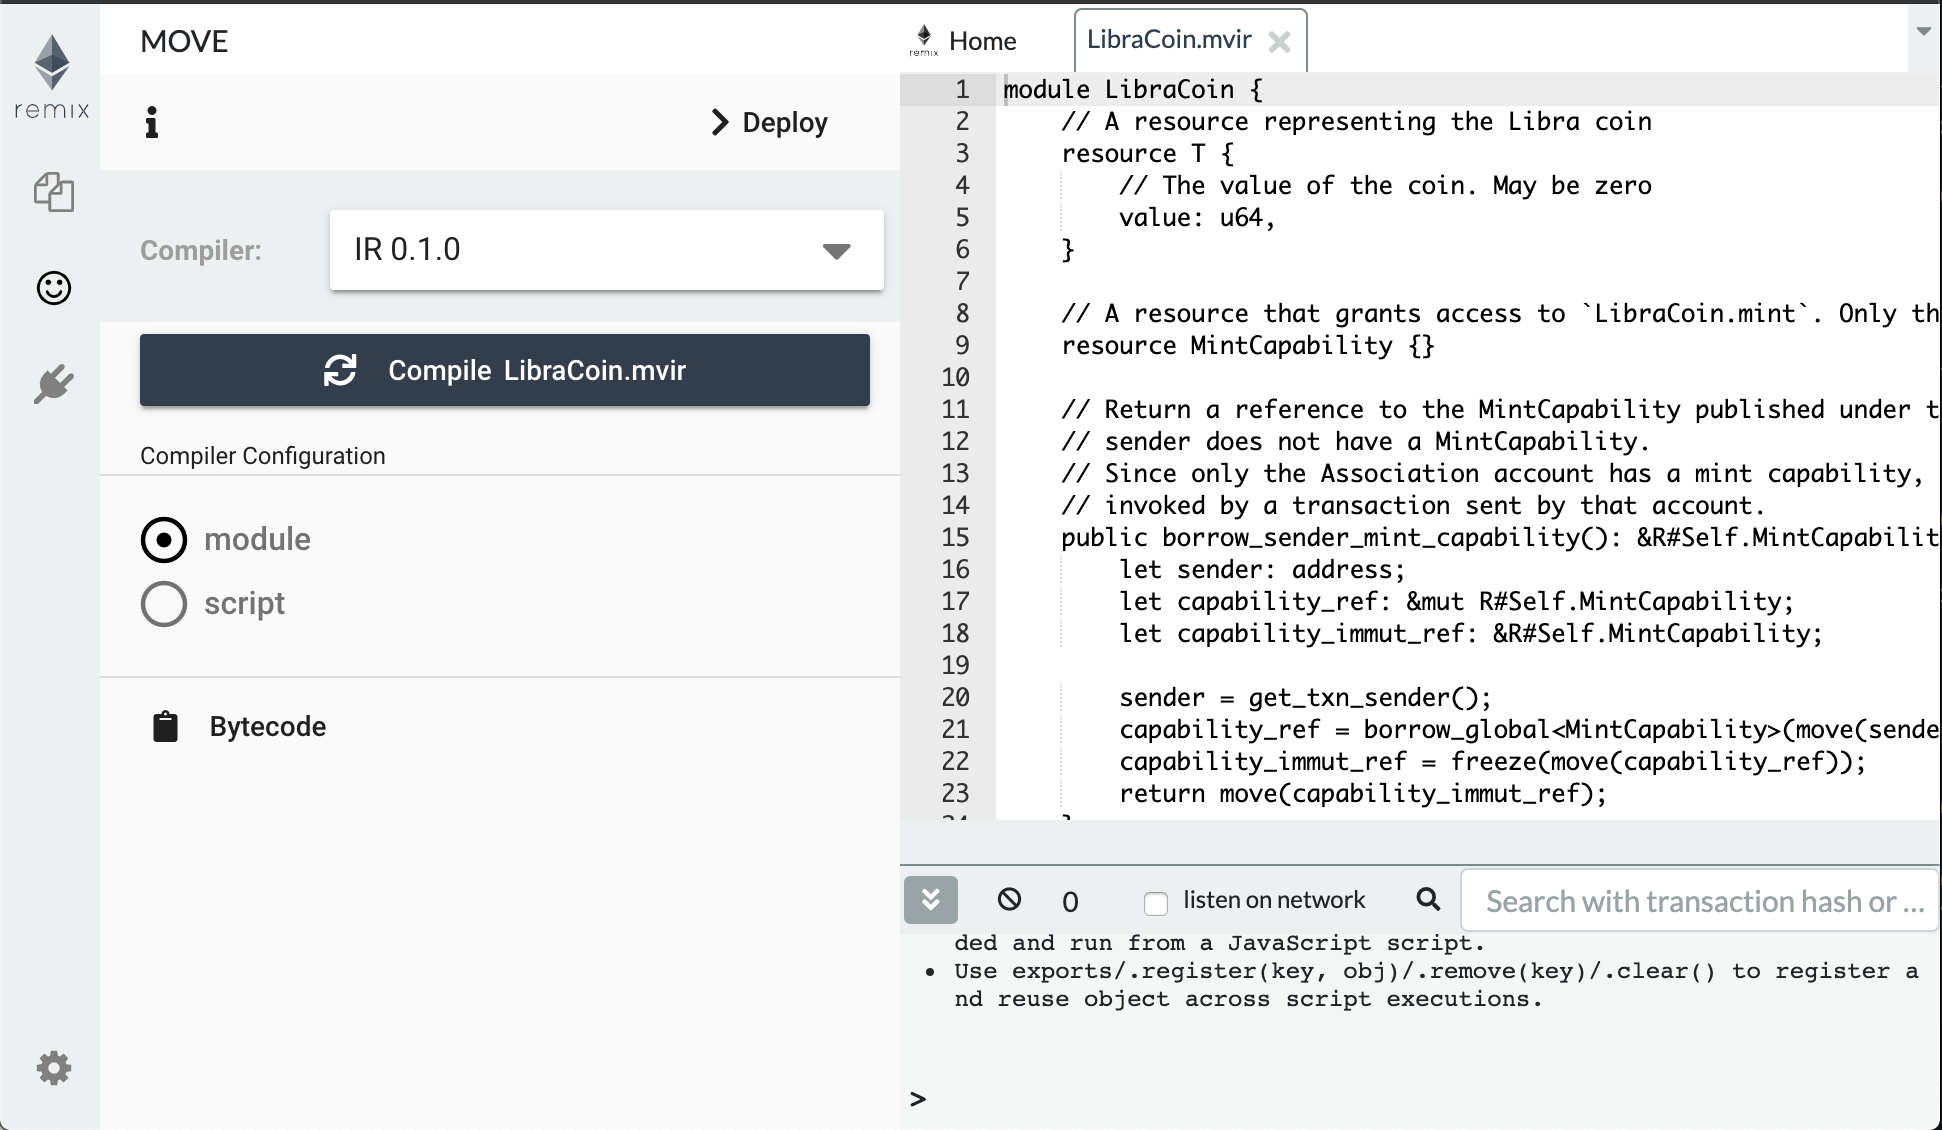 remix
MOVE
Deploy
Compiler:
IR 0.1.0
Compile LibraCoin.mvir
Compiler Configuration
module
script
Bytecode
remix
Home
LibraCoin.mvir
1 module LibraCoin {
2 // A resource representing the Libra coin
3 resource T {
4 // The value of the coin. May be zero
5 value: u64,
6 }
7
8 // A resource that grants access to `LibraCoin.mint`. Only th
9 resource MintCapability {}
10
11 // Return a reference to the MintCapability published under t
12 // sender does not have a MintCapability.
13 // Since only the Association account has a mint capability,
14 // invoked by a transaction sent by that account.
15 public borrow_sender_mint_capability(): &R#Self.MintCapabilit
16 let sender: address;
17 let capability_ref: &mut R#Self.MintCapability;
18 let capability_immut_ref: &R#Self.MintCapability;
19
20 sender = get_txn_sender();
21 capability_ref = borrow_global<MintCapability>(move(sende
22 capability_immut_ref = freeze(move(capability_ref));
23 return move(capability_immut_ref);
0
listen on network
Search with transaction hash or ...
ded and run from a JavaScript script.
• Use exports/.register(key, obj)/.remove(key)/.clear() to register a
nd reuse object across script executions.
>